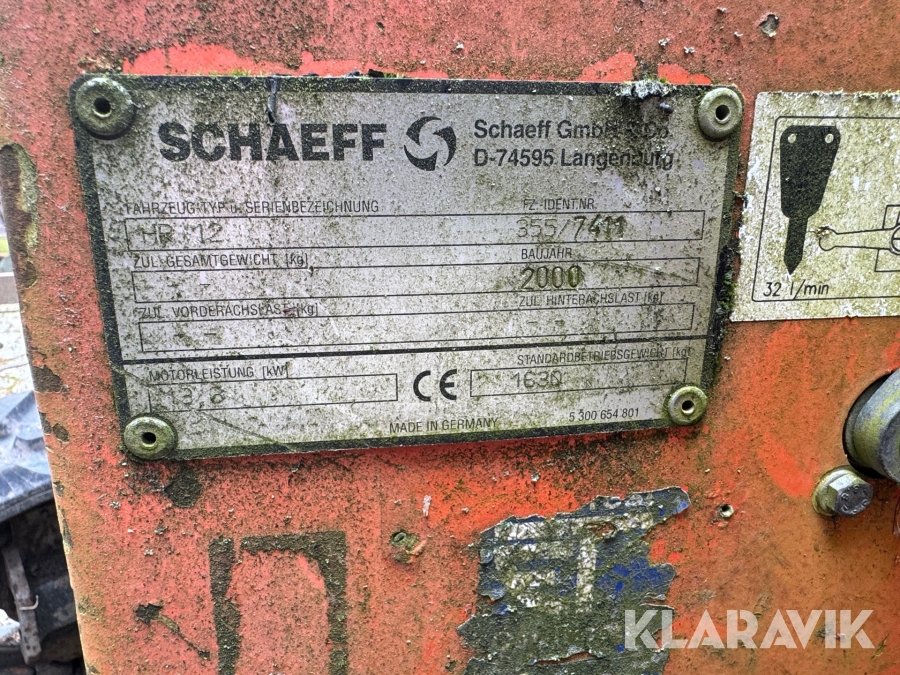 SCHAEFF
Schaeff GmbH & Co.
D-74595 Langenburg
FAHRZEUGTYP u. SERIENBEZEICHNUNG FZ-IDENT.NR.
HR 12 355/7411
ZUL. GESAMTGEWICHT [kg] BAUJAHR
- - 2000
ZUL. VORDERACHSLAST [kg] ZUL. HINTERACHSLAST [kg]
- - - -
MOTORLEISTUNG [kW] STANDARDBETRIEBSGEWICHT [kg]
13,8 CE 1630
MADE IN GERMANY 5 300 654 801
32 l/min
KLARAVIK